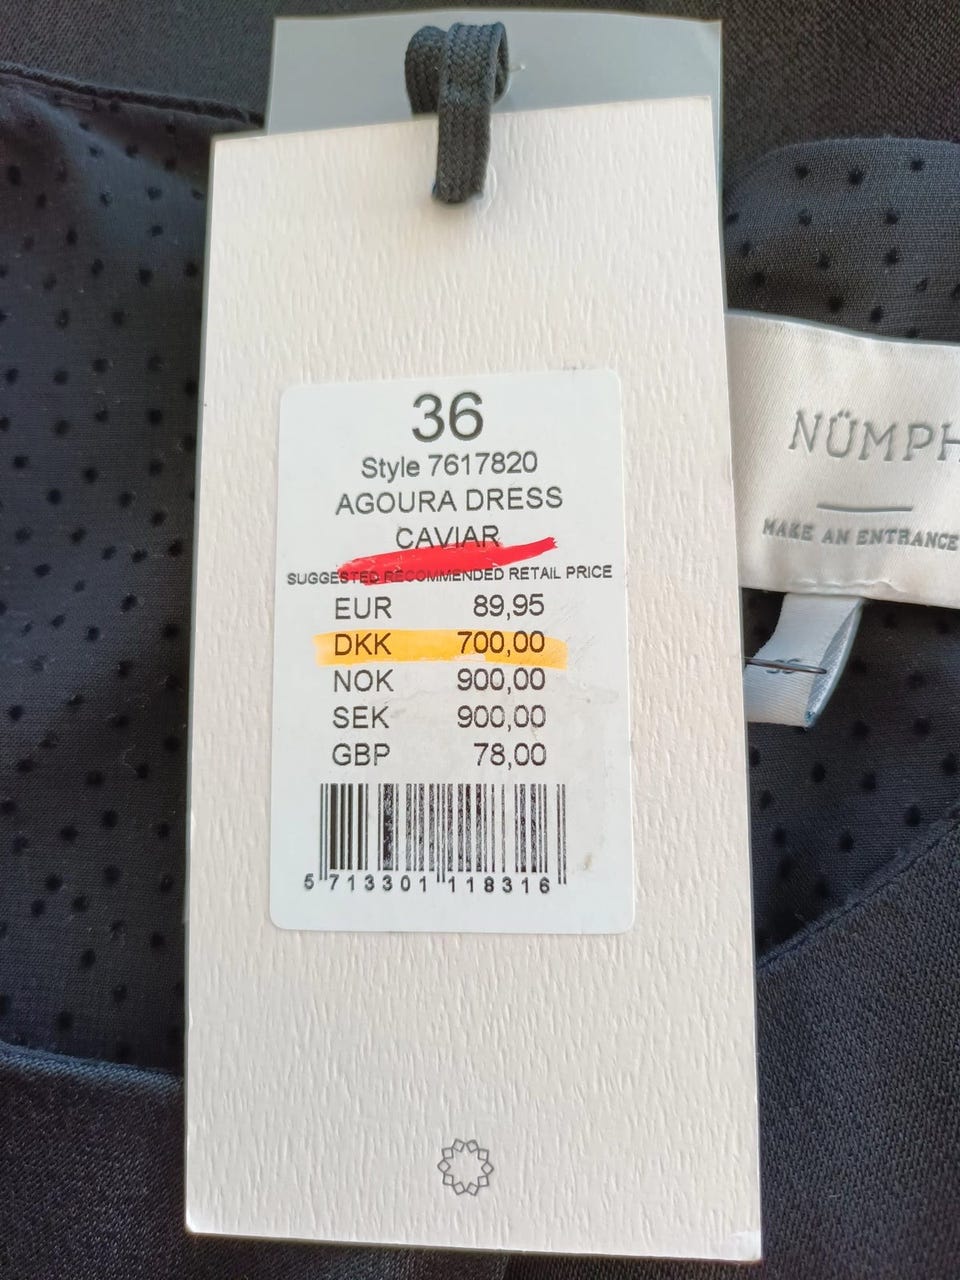 36
Style 7617820
AGOURA DRESS
CAVIAR
SUGGESTED RECOMMENDED RETAIL PRICE
EUR 89,95
DKK 700,00
NOK 900,00
SEK 900,00
GBP 78,00
5 713301 118316
NÜMPH
MAKE AN ENTRANCE
36